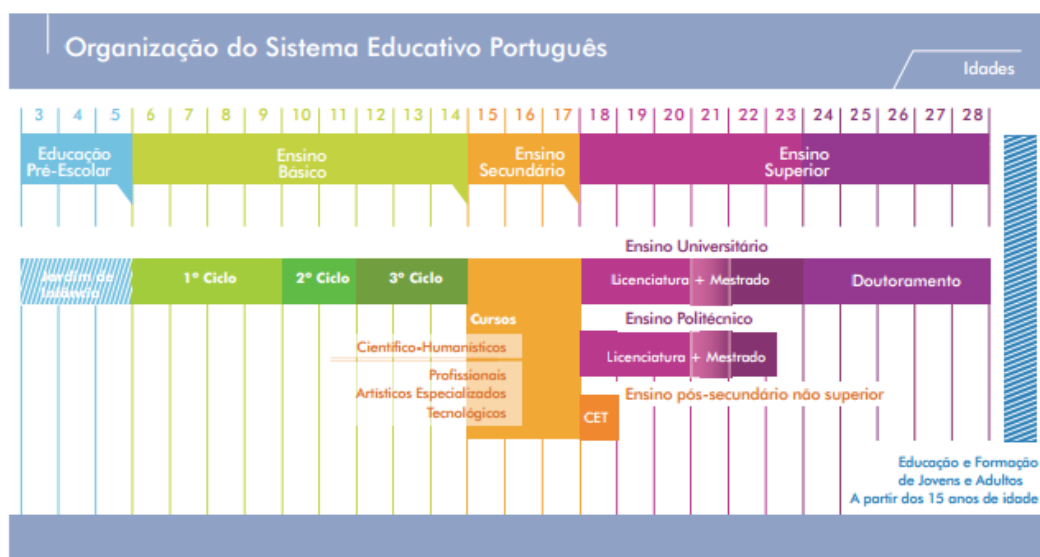 Organização do Sistema Educativo Português
Idades
3 4 5 6 7 8 9 10 11 12 13 14 15 16 17 18 19 20 21 22 23 24 25 26 27 28
Educação
Pré-Escolar
Ensino
Básico
Ensino
Secundário
Ensino
Superior
Ensino Universitário
Jardim de
Infância
1º Ciclo
2º Ciclo
3º Ciclo
Licenciatura + Mestrado
Doutoramento
Cursos
Ensino Politécnico
Científico-Humanísticos
Licenciatura + Mestrado
Profissionais
Artísticos Especializados
Tecnológicos
Ensino pós-secundário não superior
CET
Educação e Formação
de Jovens e Adultos
A partir dos 15 anos de idade